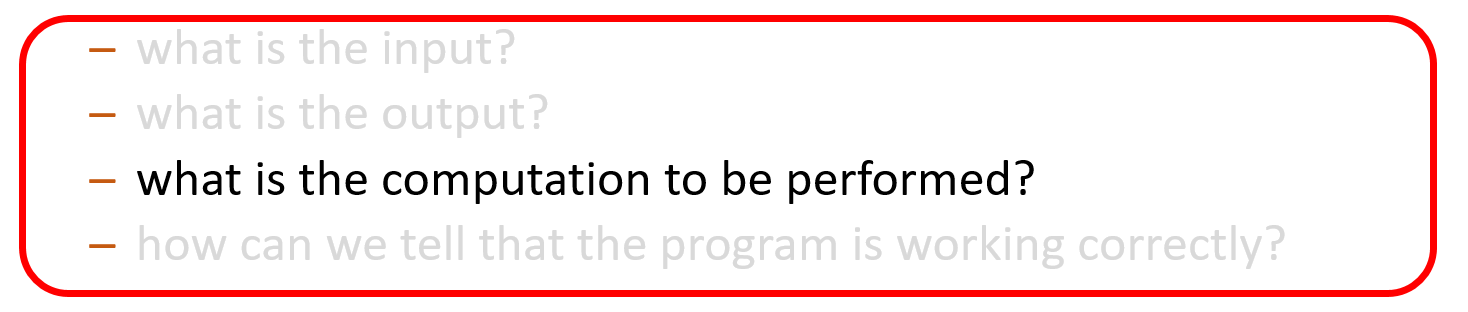 – what is the input?
– what is the output?
– what is the computation to be performed?
– how can we tell that the program is working correctly?